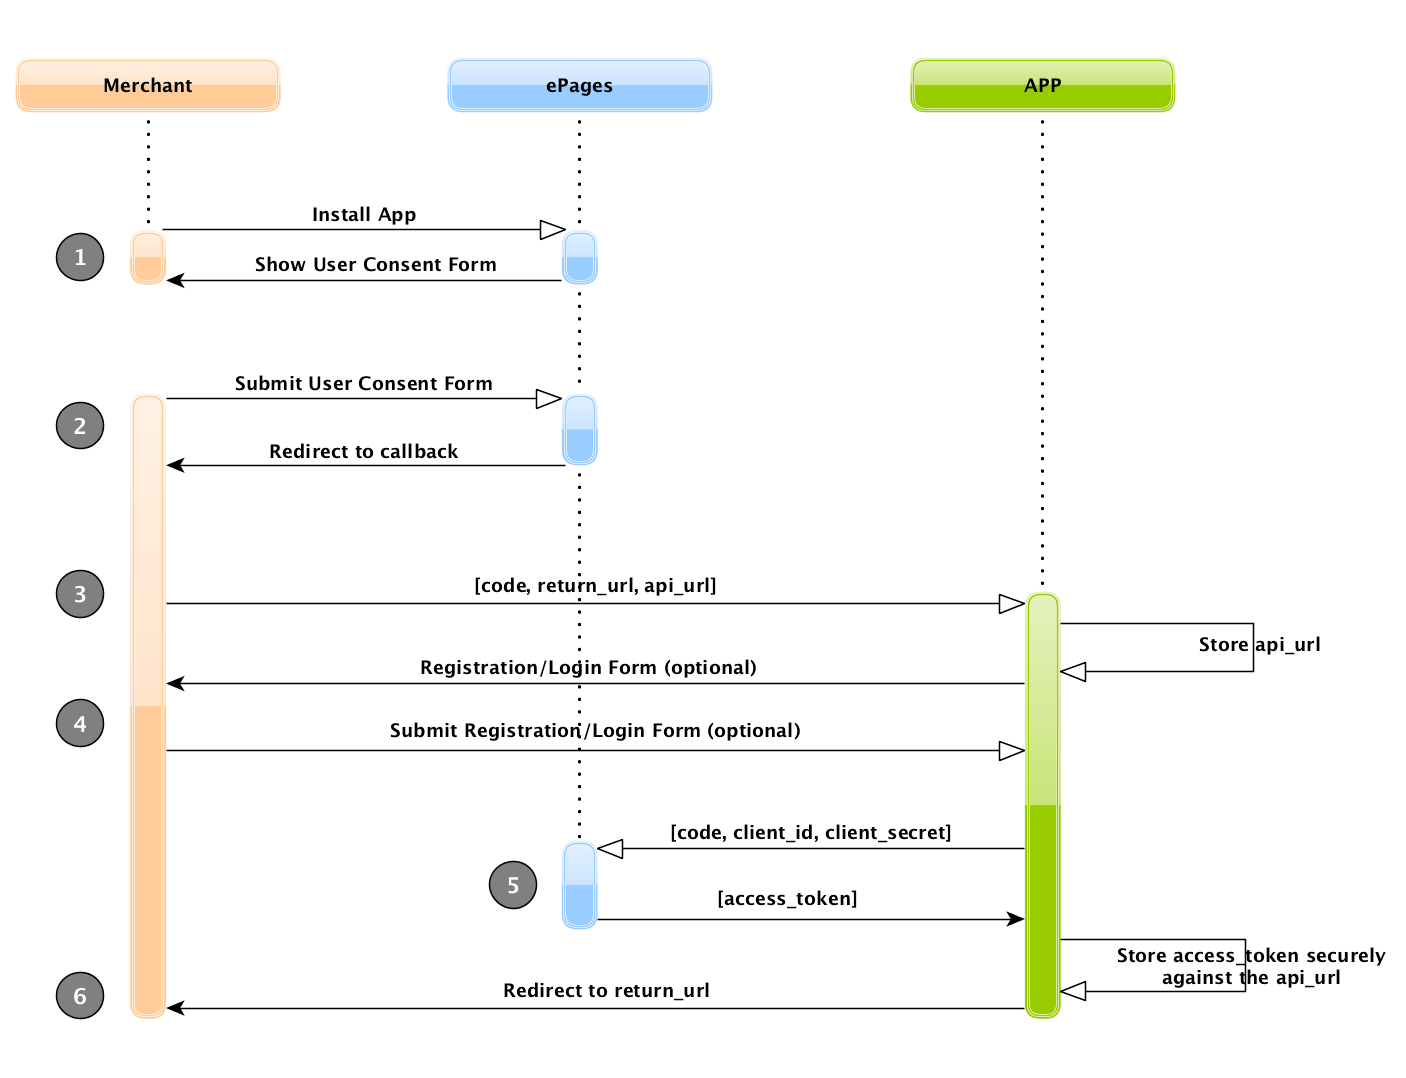 Merchant
ePages
APP
Install App
1
Show User Consent Form
Submit User Consent Form
2
Redirect to callback
3
[code, return_url, api_url]
Store api_url
Registration/Login Form (optional)
4
Submit Registration/Login Form (optional)
[code, client_id, client_secret]
5
[access_token]
Store access_token securely
against the api_url
6
Redirect to return_url